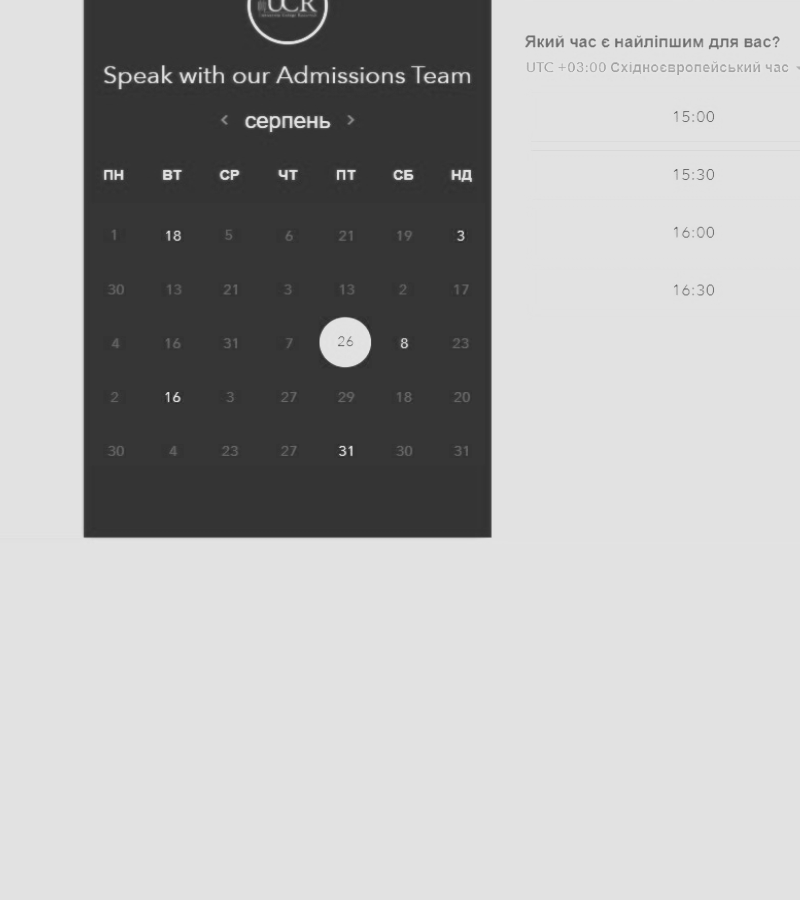 UCR
Speak with our Admissions Team
серпень
ПН ВТ СР ЧТ ПТ СБ НД
1 18 5 6 21 19 3
30 13 21 3 13 2 17
4 16 31 7 26 8 23
2 16 3 27 29 18 20
30 4 23 27 31 30 31
Який час є найліпшим для вас?
UTC +03:00 Східноєвропейський час
15:00
15:30
16:00
16:30